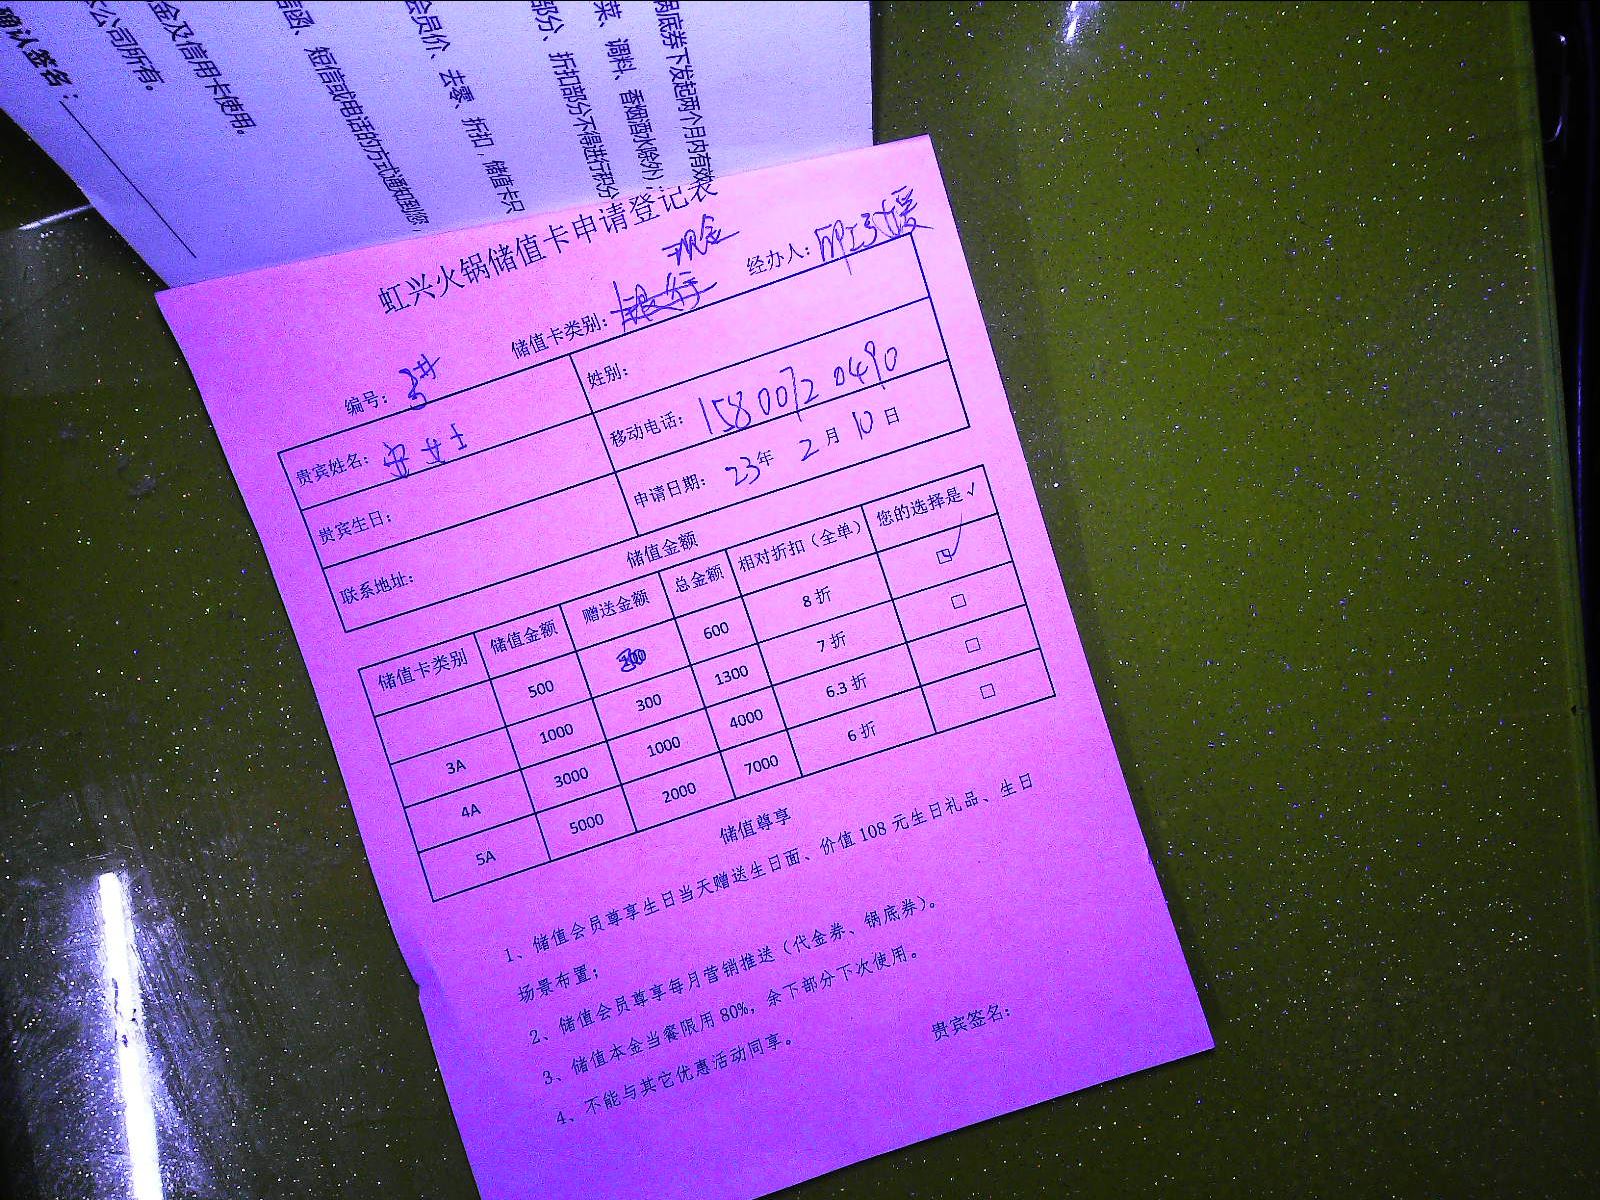 确认签名：
本公司所有。
金及信用卡使用。
信函、短信或电话的方式通知到您，
会员价、去零、折扣，储值卡只
部分、折扣部分不得进行积分
菜、调料、香烟酒水除外）；
锅底券下发起两个月内有效
虹兴火锅储值卡申请登记表
现金
编号：3# 储值卡类别：银行 经办人：
贵宾姓名：安女士 姓别：
贵宾生日： 移动电话：15800720490
联系地址： 申请日期：23年 2月 10日
储值金额
储值卡类别 储值金额 赠送金额 总金额 相对折扣（全单） 您的选择是√
500 600 8 折 □
3A 1000 300 1300 7 折 □
4A 3000 1000 4000 6.3 折 □
5A 5000 2000 7000 6 折 □
储值尊享
1、储值会员尊享生日当天赠送生日面、价值 108 元生日礼品、生日
场景布置；
2、储值会员尊享每月营销推送（代金券、锅底券）。
3、储值本金当餐限用 80%，余下部分下次使用。
4、不能与其它优惠活动同享。
贵宾签名：